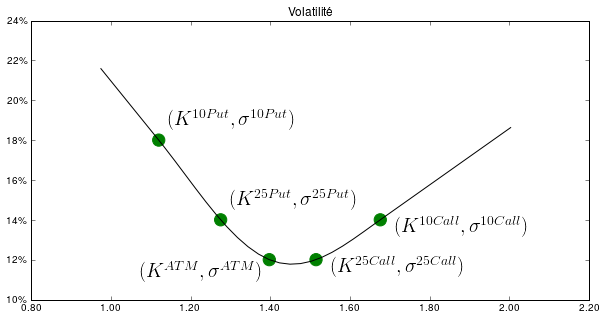 Volatilité
24%
22%
20%
18%
16%
14%
12%
10%
(K^{10Put}, σ^{10Put})
(K^{25Put}, σ^{25Put})
(K^{10Call}, σ^{10Call})
(K^{ATM}, σ^{ATM})
(K^{25Call}, σ^{25Call})
0.80 1.00 1.20 1.40 1.60 1.80 2.00 2.20